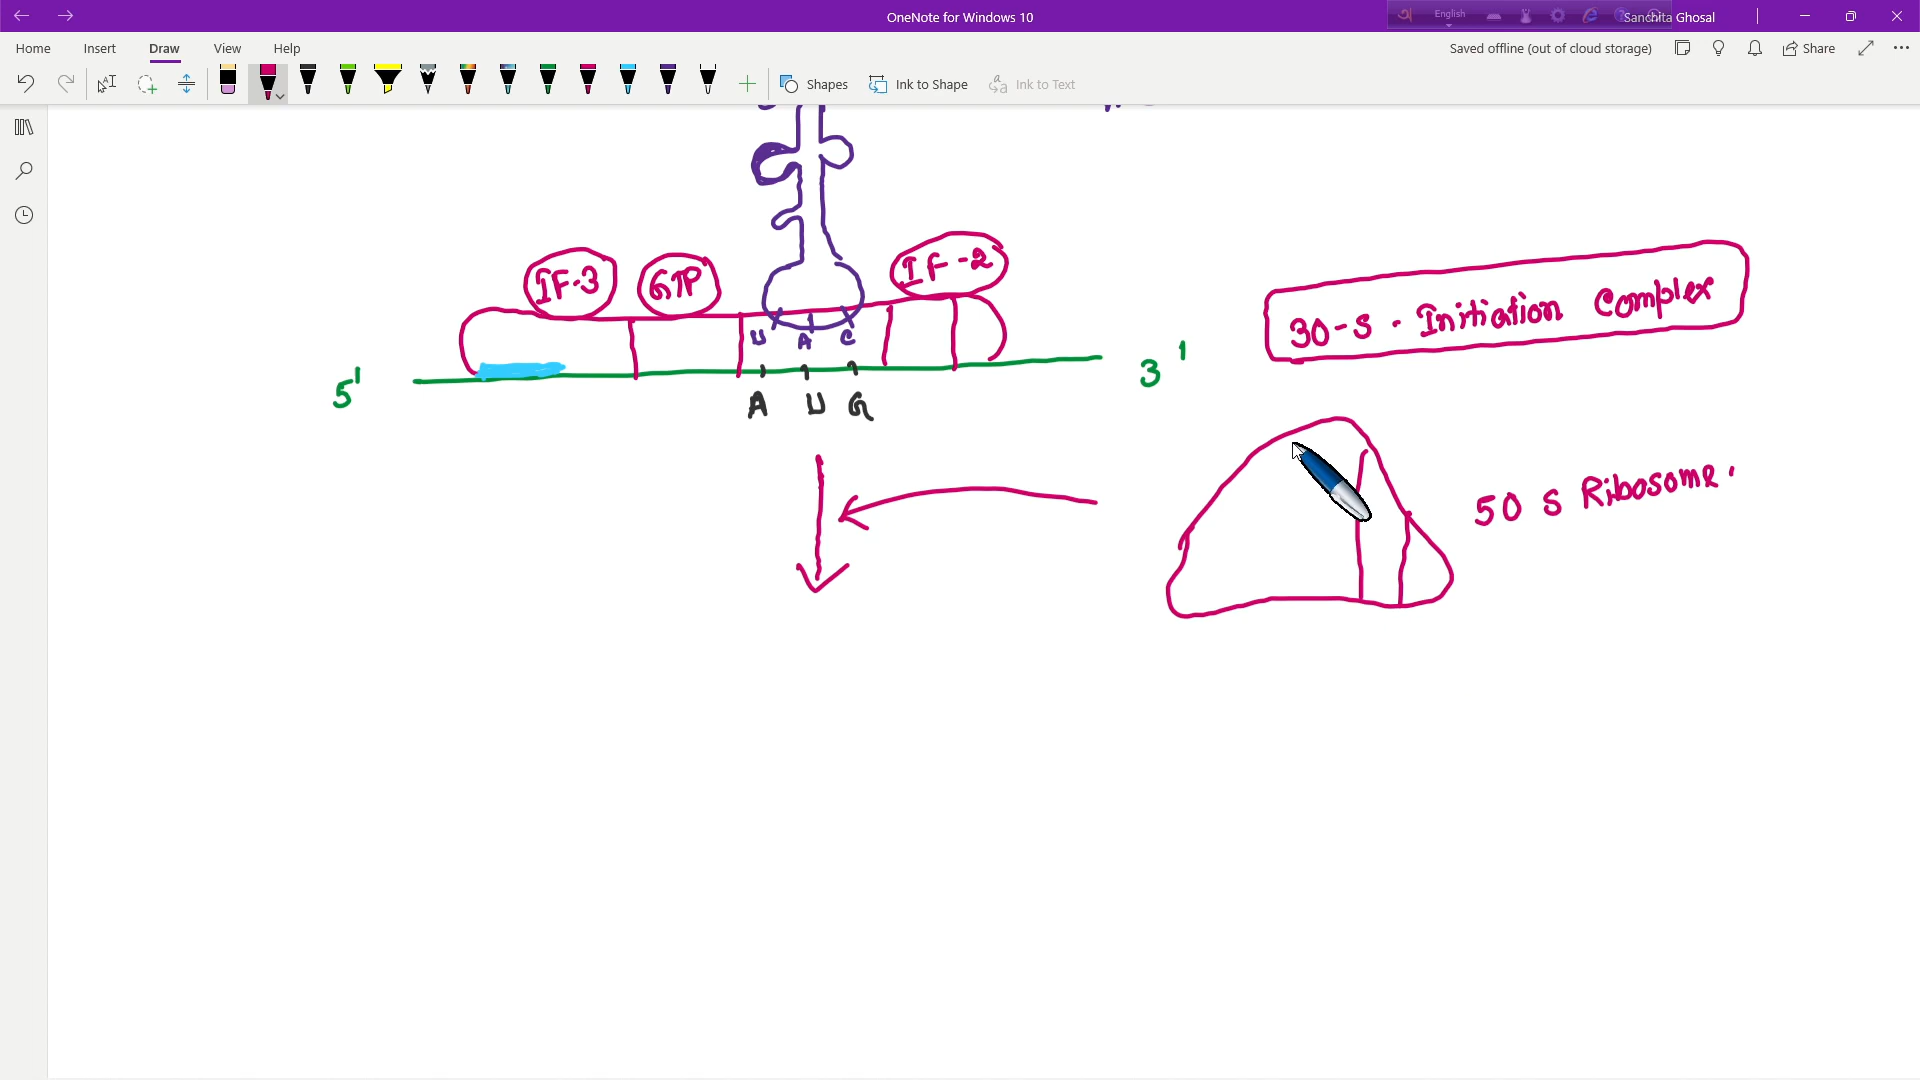 OneNote for Windows 10
English
Sanchita Ghosal
Home Insert Draw View Help
Saved offline (out of cloud storage)
Share
Shapes
Ink to Shape
Ink to Text
IF-3
GTP
IF-2
U A C
30-S - Initiation Complex
5'
3'
A U G
50 S Ribosome